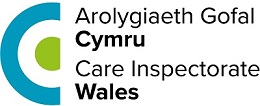 Arolygiaeth Gofal
Cymru
Care Inspectorate
Wales